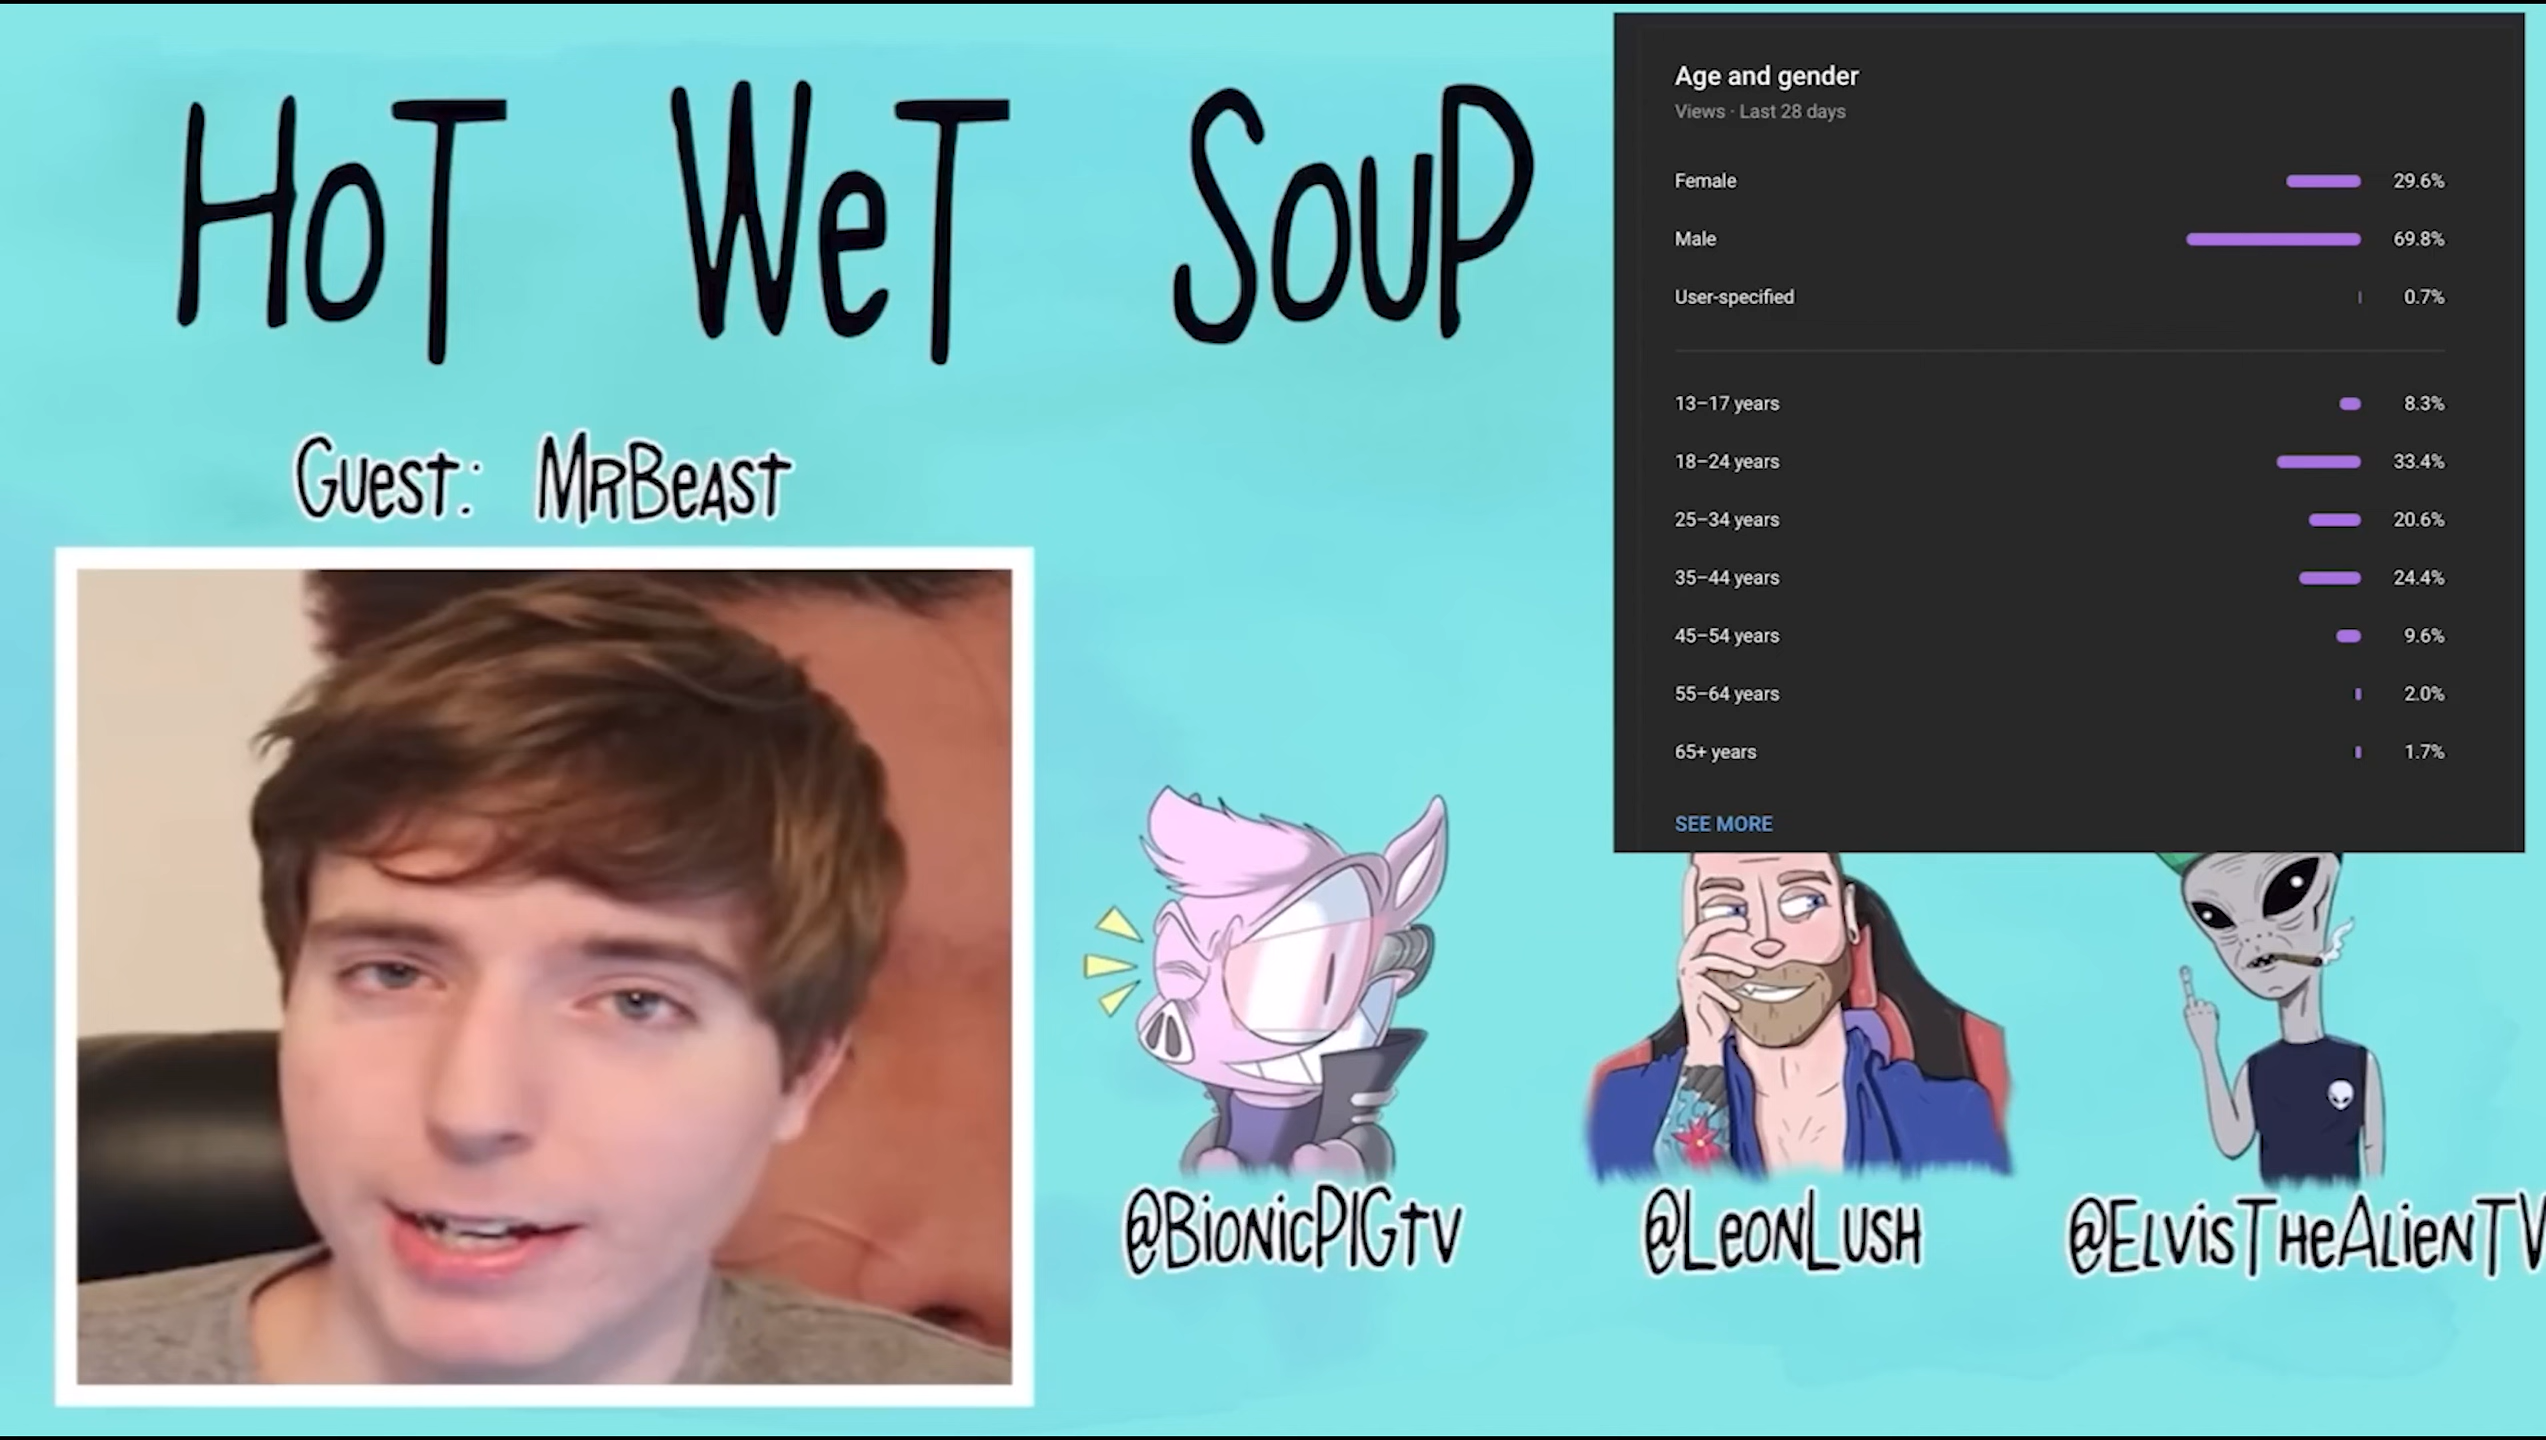 HoT WeT SouP
Guest: MrBeast
Age and gender
Views · Last 28 days
Female 29.6%
Male 69.8%
User-specified 0.7%
13–17 years 8.3%
18–24 years 33.4%
25–34 years 20.6%
35–44 years 24.4%
45–54 years 9.6%
55–64 years 2.0%
65+ years 1.7%
SEE MORE
@BionicPIGtv
@LeonLush
@ElvisTheAlienTV